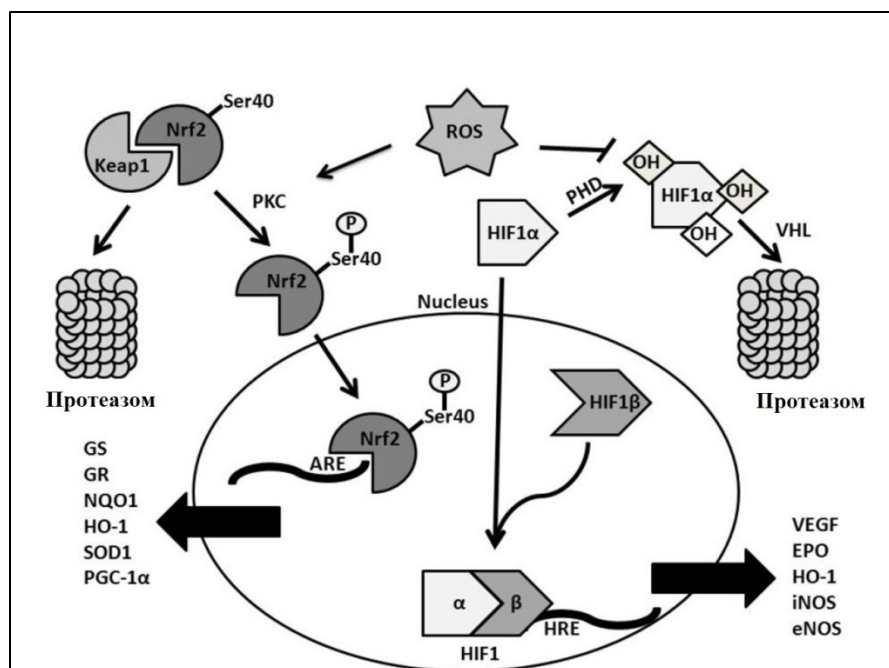 Ser40
Nrf2
Keap1
ROS
OH
HIF1α
OH
OH
PHD
HIF1α
VHL
PKC
P
Ser40
Nrf2
Nucleus
Протеазом
Протеазом
P
Ser40
Nrf2
ARE
HIF1β
GS
GR
NQO1
HO-1
SOD1
PGC-1α
α
β
HRE
HIF1
VEGF
EPO
HO-1
iNOS
eNOS